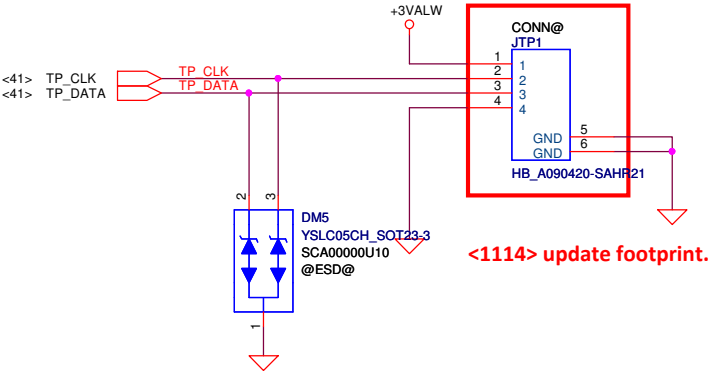 +3VALW
CONN@
JTP1
1
2
3
4
1
2
3
4
<41> TP_CLK
TP_CLK
<41> TP_DATA
TP_DATA
GND
5
GND
6
HB_A090420-SAHR21
2
3
DM5
YSLC05CH_SOT23-3
SCA00000U10
@ESD@
1
<1114> update footprint.